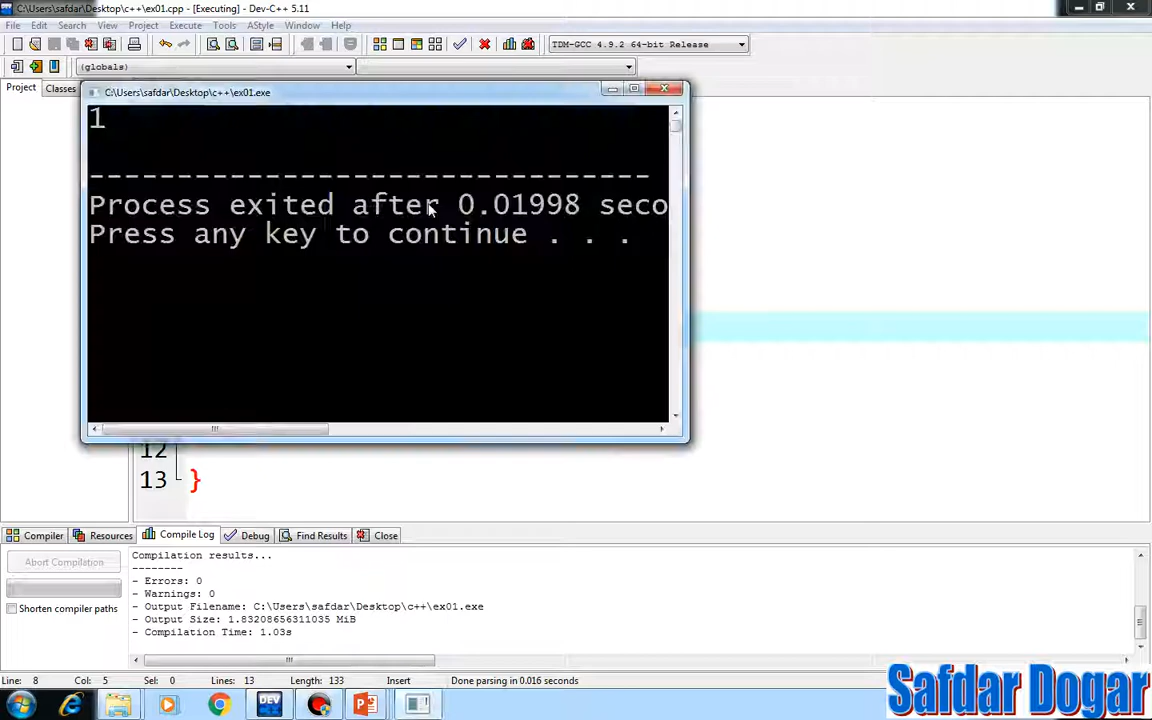 C:\Users\safdar\Desktop\c++\ex01.cpp - [Executing] - Dev-C++ 5.11
File Edit Search View Project Execute Tools AStyle Window Help
TDM-GCC 4.9.2 64-bit Release
(globals)
Project Classes
C:\Users\safdar\Desktop\c++\ex01.exe
1
--------------------------------
Process exited after 0.01998 seco
Press any key to continue . . .
12
13 }
Compiler Resources Compile Log Debug Find Results Close
Abort Compilation
Shorten compiler paths
Compilation results...
--------
- Errors: 0
- Warnings: 0
- Output Filename: C:\Users\safdar\Desktop\c++\ex01.exe
- Output Size: 1.83208656311035 MiB
- Compilation Time: 1.03s
Line: 8 Col: 5 Sel: 0 Lines: 13 Length: 133 Insert Done parsing in 0.016 seconds
DEV
Safdar Dogar